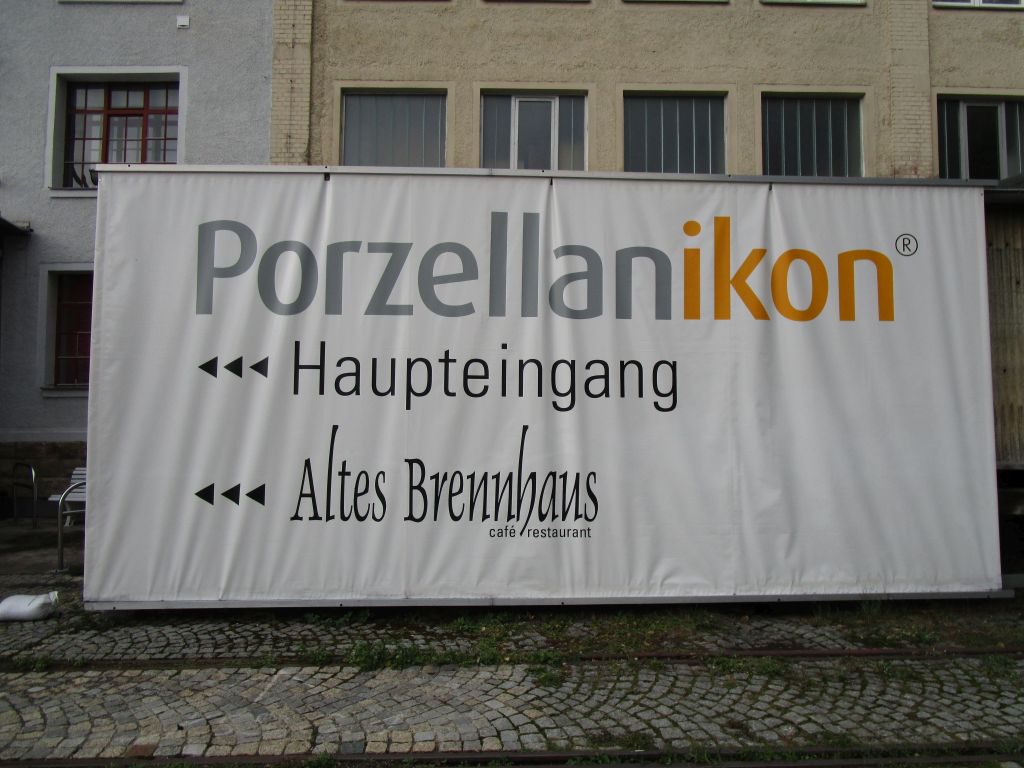 Porzellanikon®
◄◄◄ Haupteingang
◄◄◄ Altes Brennhaus
café restaurant